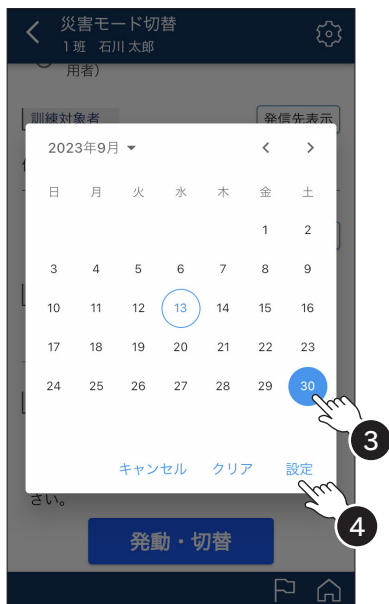 災害モード切替
1班 石川 太郎
用者)
訓練対象者 発信先表示
2023年9月
日 月 火 水 木 金 土
1 2
3 4 5 6 7 8 9
10 11 12 13 14 15 16
17 18 19 20 21 22 23
24 25 26 27 28 29 30
3
キャンセル クリア 設定
さい。
4
発動・切替